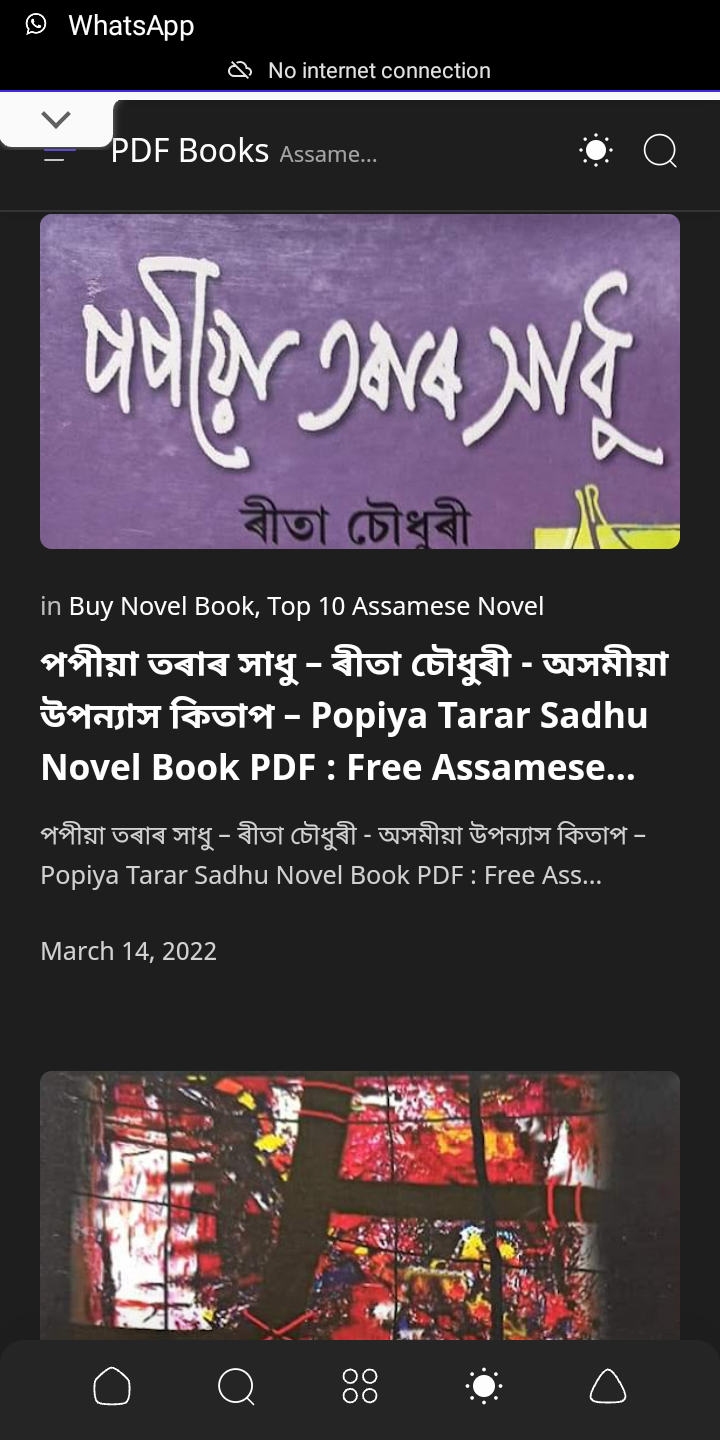 WhatsApp
No internet connection
PDF Books Assame...
পপীয়া তৰাৰ সাধু
ৰীতা চৌধুৰী
in Buy Novel Book, Top 10 Assamese Novel
পপীয়া তৰাৰ সাধু – ৰীতা চৌধুৰী - অসমীয়া
উপন্যাস কিতাপ – Popiya Tarar Sadhu
Novel Book PDF : Free Assamese...
পপীয়া তৰাৰ সাধু – ৰীতা চৌধুৰী - অসমীয়া উপন্যাস কিতাপ –
Popiya Tarar Sadhu Novel Book PDF : Free Ass...
March 14, 2022